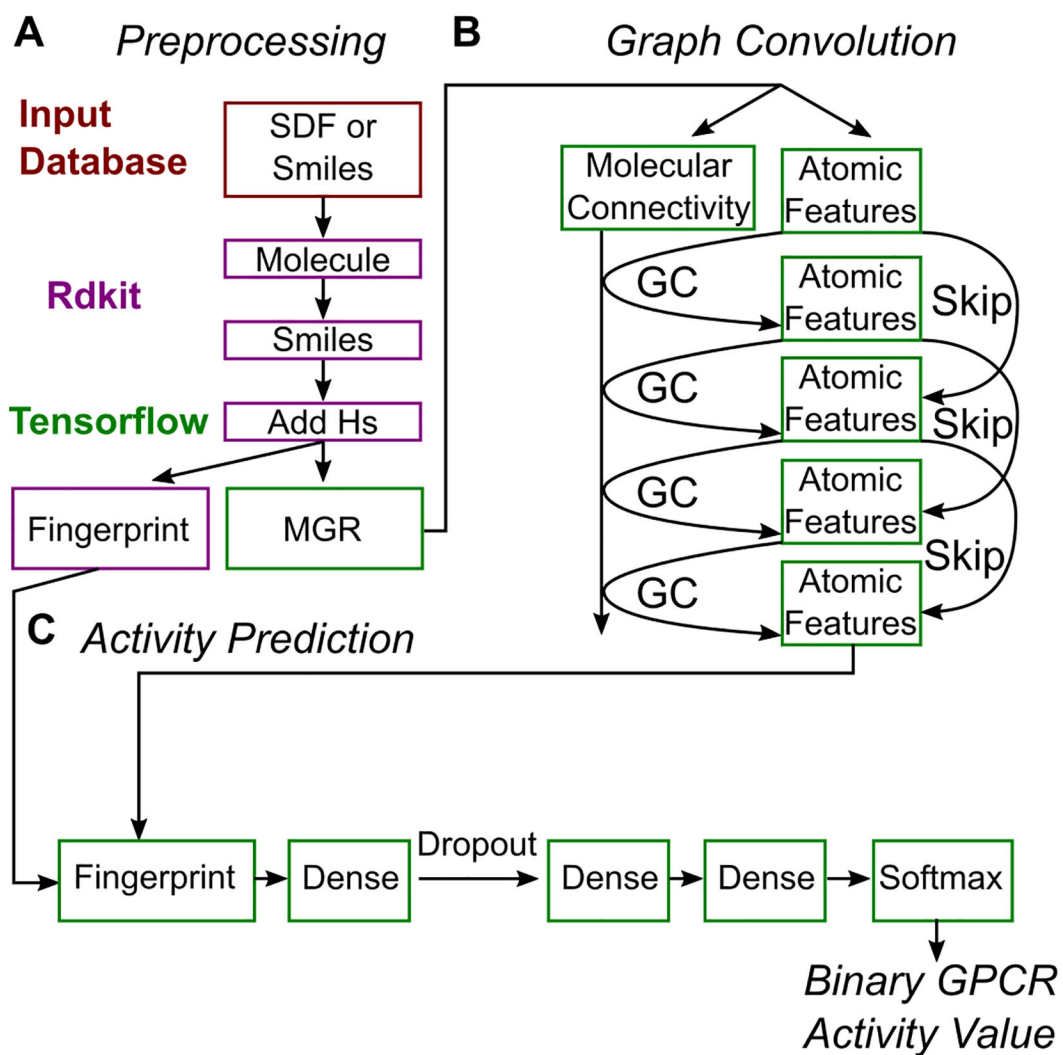 A
Preprocessing
Input
Database
SDF or
Smiles
Molecule
Rdkit
Smiles
Tensorflow
Add Hs
Fingerprint
MGR
B
Graph Convolution
Molecular
Connectivity
Atomic
Features
GC
Atomic
Features
Skip
GC
Atomic
Features
Skip
GC
Atomic
Features
Skip
GC
Atomic
Features
C
Activity Prediction
Fingerprint
Dense
Dropout
Dense
Dense
Softmax
Binary GPCR
Activity Value